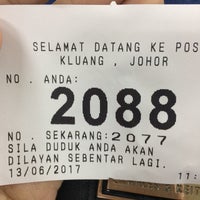 SELAMAT DATANG KE POS
KLUANG , JOHOR
NO . ANDA:
2088
NO . SEKARANG:2077
SILA DUDUK ANDA AKAN
DILAYAN SEBENTAR LAGI.
13/06/2017 11: